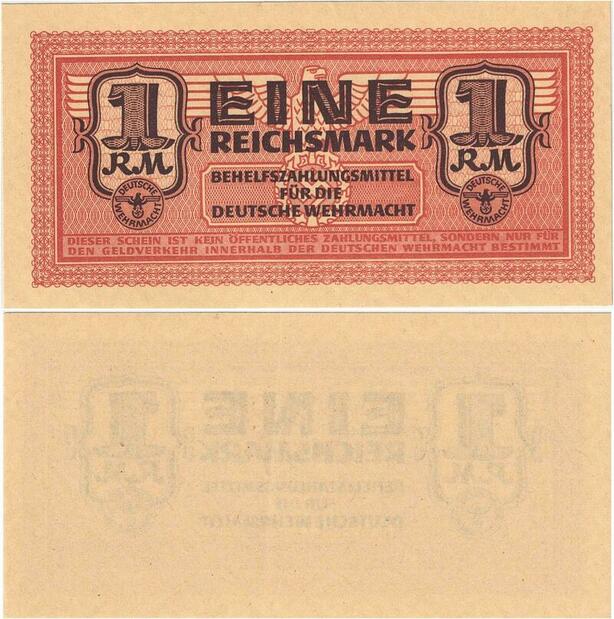 1
RM
DEUTSCHE
WEHRMACHT
EINE
REICHSMARK
BEHELFSZAHLUNGSMITTEL
FÜR DIE
DEUTSCHE WEHRMACHT
1
RM
DEUTSCHE
WEHRMACHT
DIESER SCHEIN IST KEIN ÖFFENTLICHES ZAHLUNGSMITTEL, SONDERN NUR FÜR
DEN GELDVERKEHR INNERHALB DER DEUTSCHEN WEHRMACHT BESTIMMT